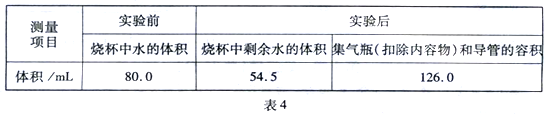 测量项目 实验前 实验后
烧杯中水的体积 烧杯中剩余水的体积 集气瓶(扣除内容物)和导管的容积
体积/mL 80.0 54.5 126.0
表4